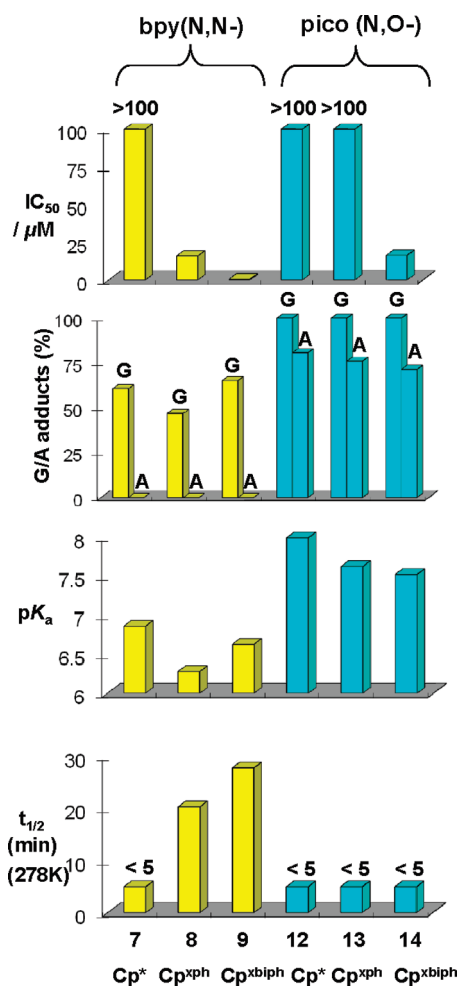 bpy(N,N-) pico (N,O-)
>100 >100 >100
100
75
50
25
0
IC50
/ µM
G G G G G G
A A A A A A
100
75
50
25
0
G/A adducts (%)
8
7.5
7
6.5
6
pKa
30
20
10
0
t1/2
(min)
(278K)
< 5 < 5 < 5 < 5
7 8 9 12 13 14
Cp* Cpxph Cpxbiph Cp* Cpxph Cpxbiph